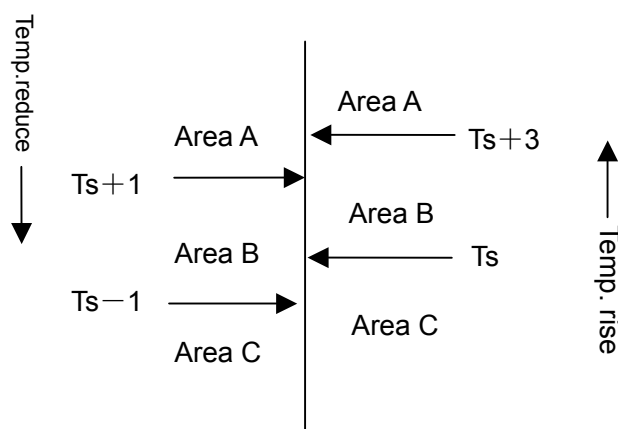 Temp.reduce
Area A
Ts+1
Area B
Ts−1
Area C
Area A
Ts+3
Area B
Ts
Area C
Temp. rise